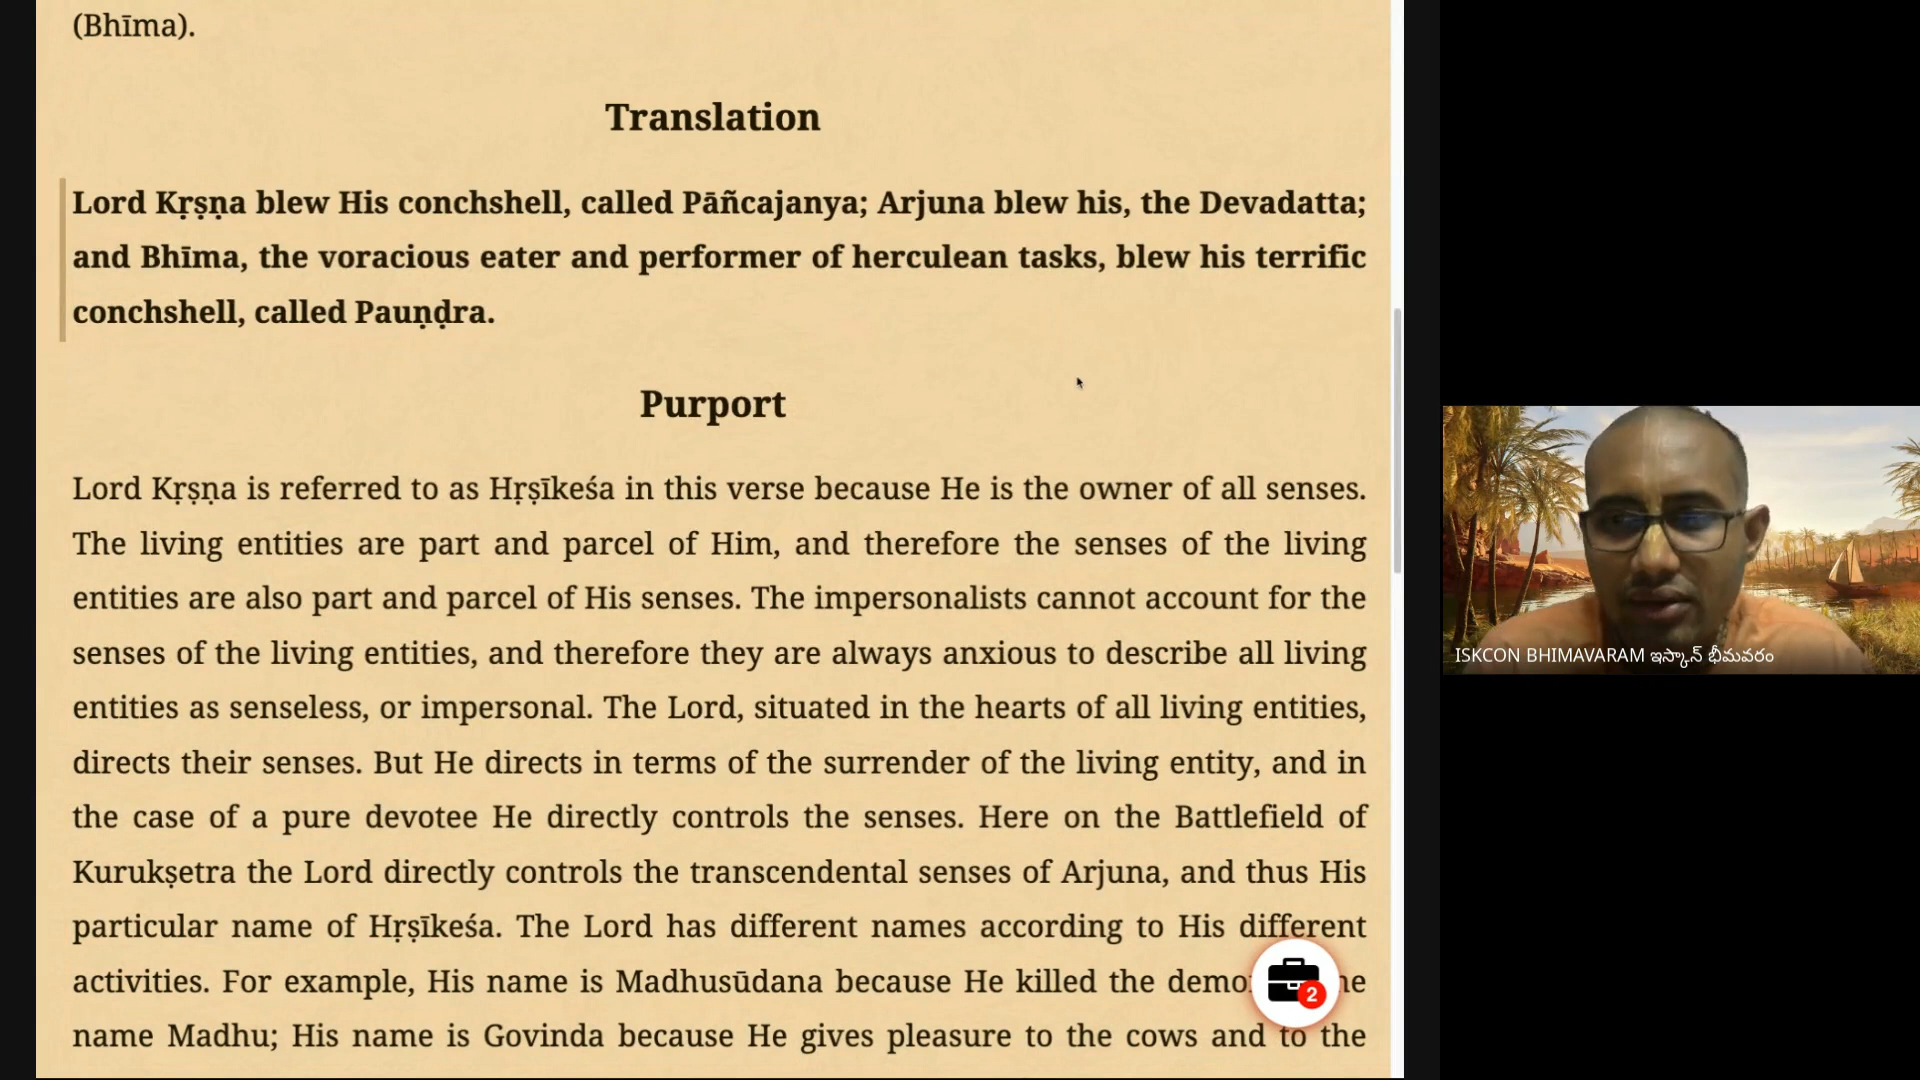 (Bhīma).
Translation
Lord Kṛṣṇa blew His conchshell, called Pāñcajanya; Arjuna blew his, the Devadatta;
and Bhīma, the voracious eater and performer of herculean tasks, blew his terrific
conchshell, called Pauṇḍra.
Purport
Lord Kṛṣṇa is referred to as Hṛṣīkeśa in this verse because He is the owner of all senses.
The living entities are part and parcel of Him, and therefore the senses of the living
entities are also part and parcel of His senses. The impersonalists cannot account for the
senses of the living entities, and therefore they are always anxious to describe all living
entities as senseless, or impersonal. The Lord, situated in the hearts of all living entities,
directs their senses. But He directs in terms of the surrender of the living entity, and in
the case of a pure devotee He directly controls the senses. Here on the Battlefield of
Kurukṣetra the Lord directly controls the transcendental senses of Arjuna, and thus His
particular name of Hṛṣīkeśa. The Lord has different names according to His different
activities. For example, His name is Madhusūdana because He killed the
name Madhu; His name is Govinda because He gives pleasure to the cows and to the
2
ISKCON BHIMAVARAM ఇస్కాన్ భీమవరం